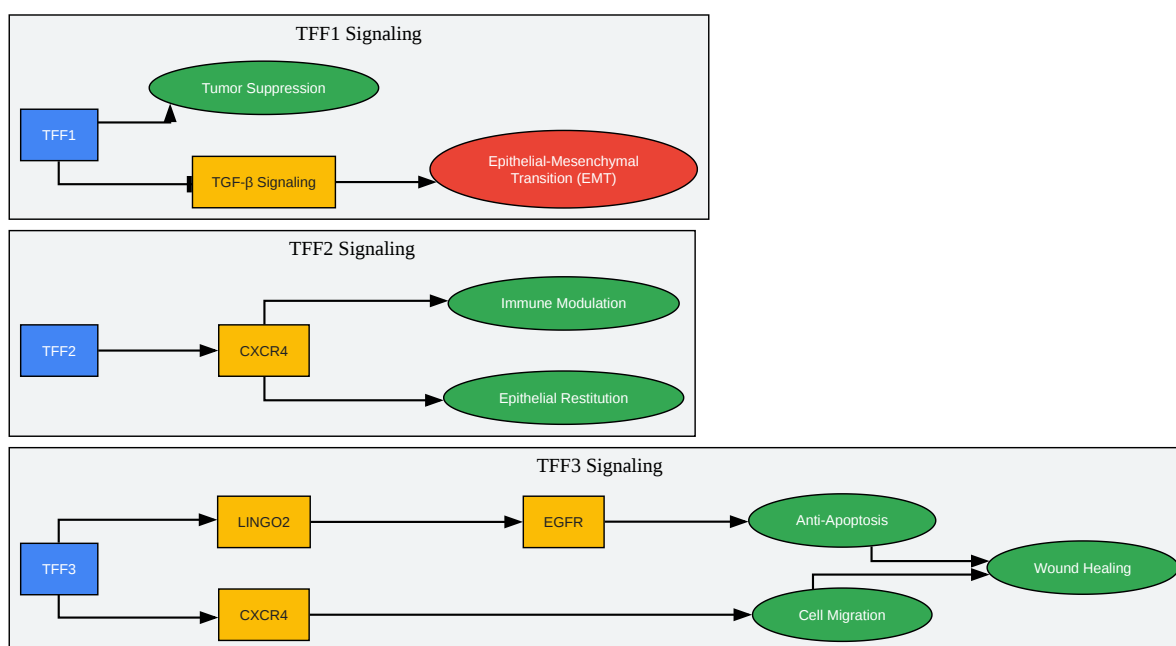 TFF1 Signaling
Tumor Suppression
TFF1
TGF-β Signaling
Epithelial-Mesenchymal
Transition (EMT)
TFF2 Signaling
Immune Modulation
TFF2
CXCR4
Epithelial Restitution
TFF3 Signaling
LINGO2
EGFR
Anti-Apoptosis
TFF3
Wound Healing
CXCR4
Cell Migration